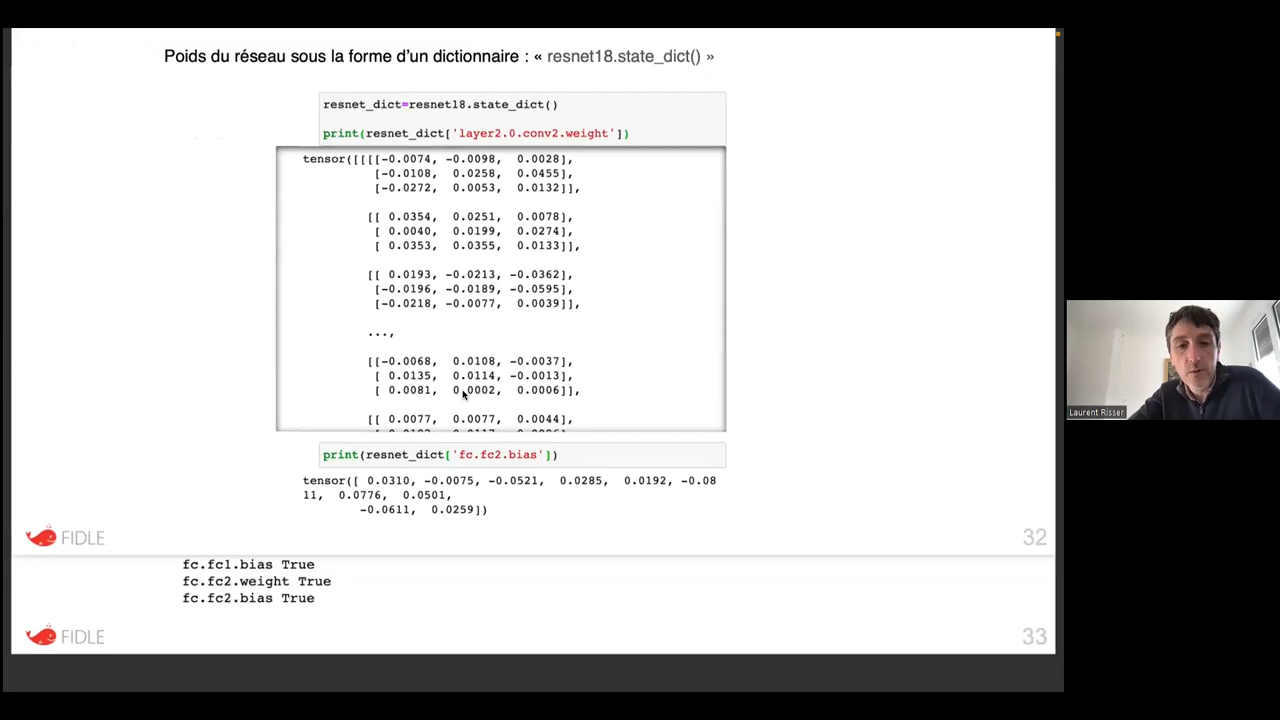 Poids du réseau sous la forme d'un dictionnaire : « resnet18.state_dict() »
resnet_dict=resnet18.state_dict()
print(resnet_dict['layer2.0.conv2.weight'])
tensor([[[[-0.0074, -0.0098,  0.0028],
[-0.0108,  0.0258,  0.0455],
[-0.0272,  0.0053,  0.0132]],
[[ 0.0354,  0.0251,  0.0078],
[ 0.0040,  0.0199,  0.0274],
[ 0.0353,  0.0355,  0.0133]],
[[ 0.0193, -0.0213, -0.0362],
[-0.0196, -0.0189, -0.0595],
[-0.0218, -0.0077,  0.0039]],
...,
[[-0.0068,  0.0108, -0.0037],
[ 0.0135,  0.0114, -0.0013],
[ 0.0081,  0.0002,  0.0006]],
[[ 0.0077,  0.0077,  0.0044],
print(resnet_dict['fc.fc2.bias'])
tensor([ 0.0310, -0.0075, -0.0521,  0.0285,  0.0192, -0.08
11,  0.0776,  0.0501,
-0.0611,  0.0259])
FIDLE
32
fc.fc1.bias True
fc.fc2.weight True
fc.fc2.bias True
FIDLE
33
Laurent Risser